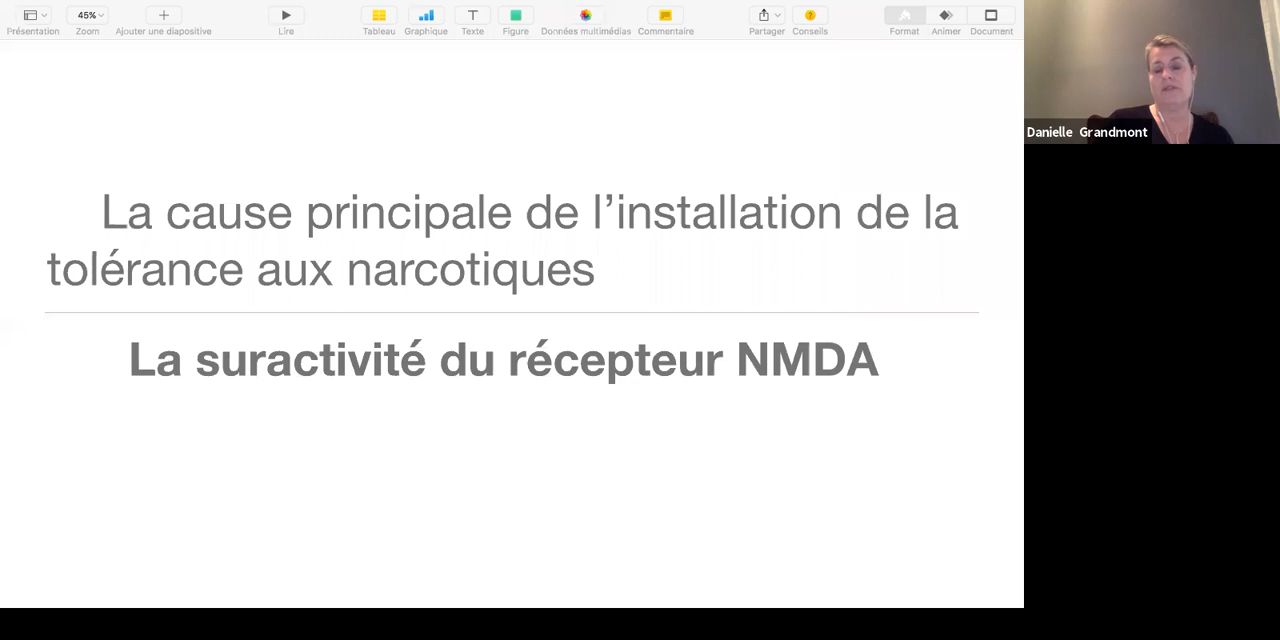 45%
Présentation
Zoom
Ajouter une diapositive
Lire
Tableau
Graphique
Texte
Figure
Données multimédias
Commentaire
Partager
Conseils
Format
Animer
Document
Danielle Grandmont
La cause principale de l’installation de la
tolérance aux narcotiques
La suractivité du récepteur NMDA